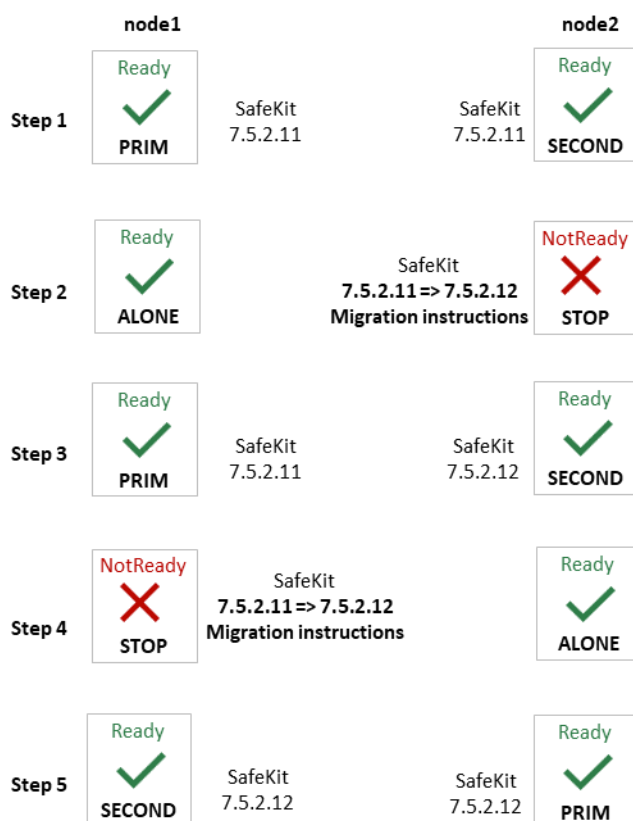 node1 node2
Ready Ready
Step 1 SafeKit SafeKit
7.5.2.11 7.5.2.11
PRIM SECOND
Ready NotReady
SafeKit
Step 2 7.5.2.11 => 7.5.2.12
ALONE Migration instructions STOP
Ready Ready
Step 3 SafeKit SafeKit
7.5.2.11 7.5.2.12
PRIM SECOND
NotReady Ready
SafeKit
7.5.2.11 => 7.5.2.12
Step 4 Migration instructions
STOP ALONE
Ready Ready
Step 5 SafeKit SafeKit
7.5.2.12 7.5.2.12
SECOND PRIM